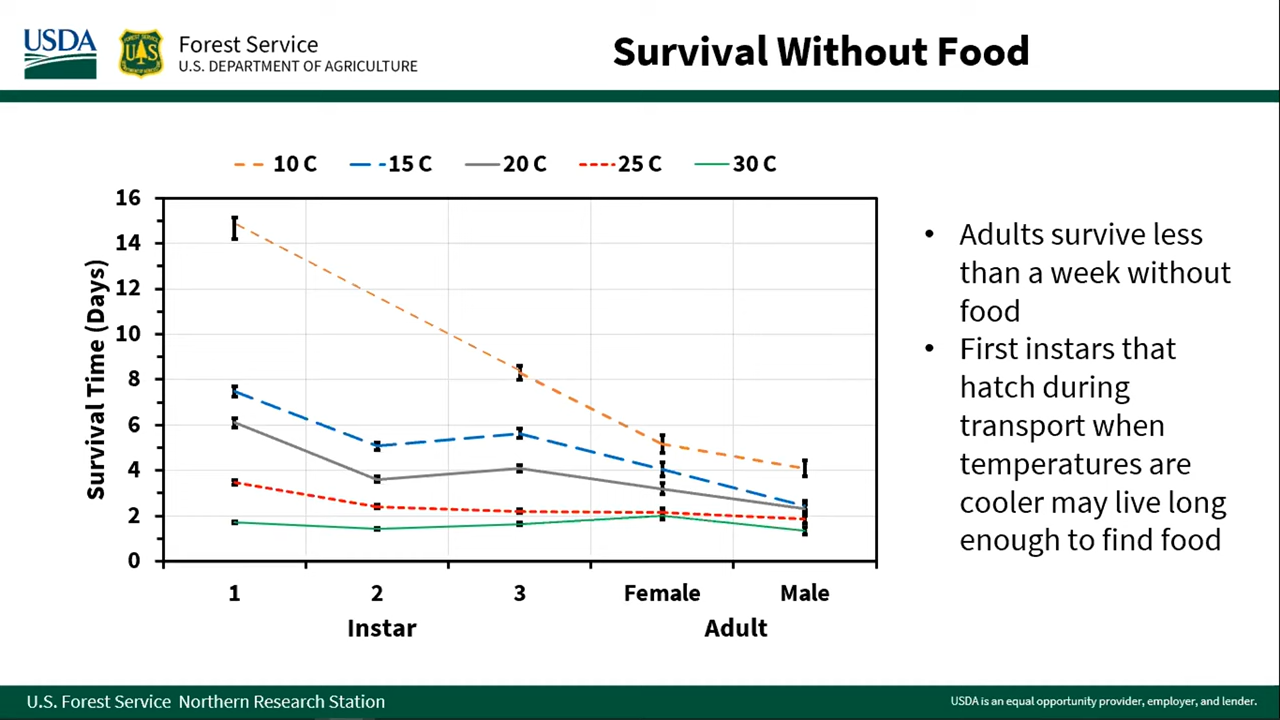 USDA
Forest Service
U.S. DEPARTMENT OF AGRICULTURE
Survival Without Food
10 C 15 C 20 C 25 C 30 C
Survival Time (Days)
16
14
12
10
8
6
4
2
0
1 2 3 Female Male
Instar Adult
• Adults survive less
than a week without
food
• First instars that
hatch during
transport when
temperatures are
cooler may live long
enough to find food
U.S. Forest Service Northern Research Station
USDA is an equal opportunity provider, employer, and lender.